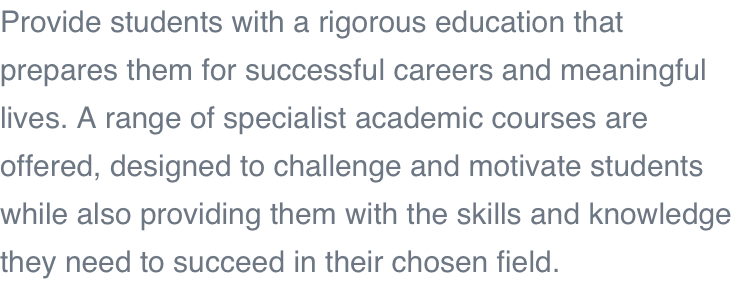 Provide students with a rigorous education that
prepares them for successful careers and meaningful
lives. A range of specialist academic courses are
offered, designed to challenge and motivate students
while also providing them with the skills and knowledge
they need to succeed in their chosen field.